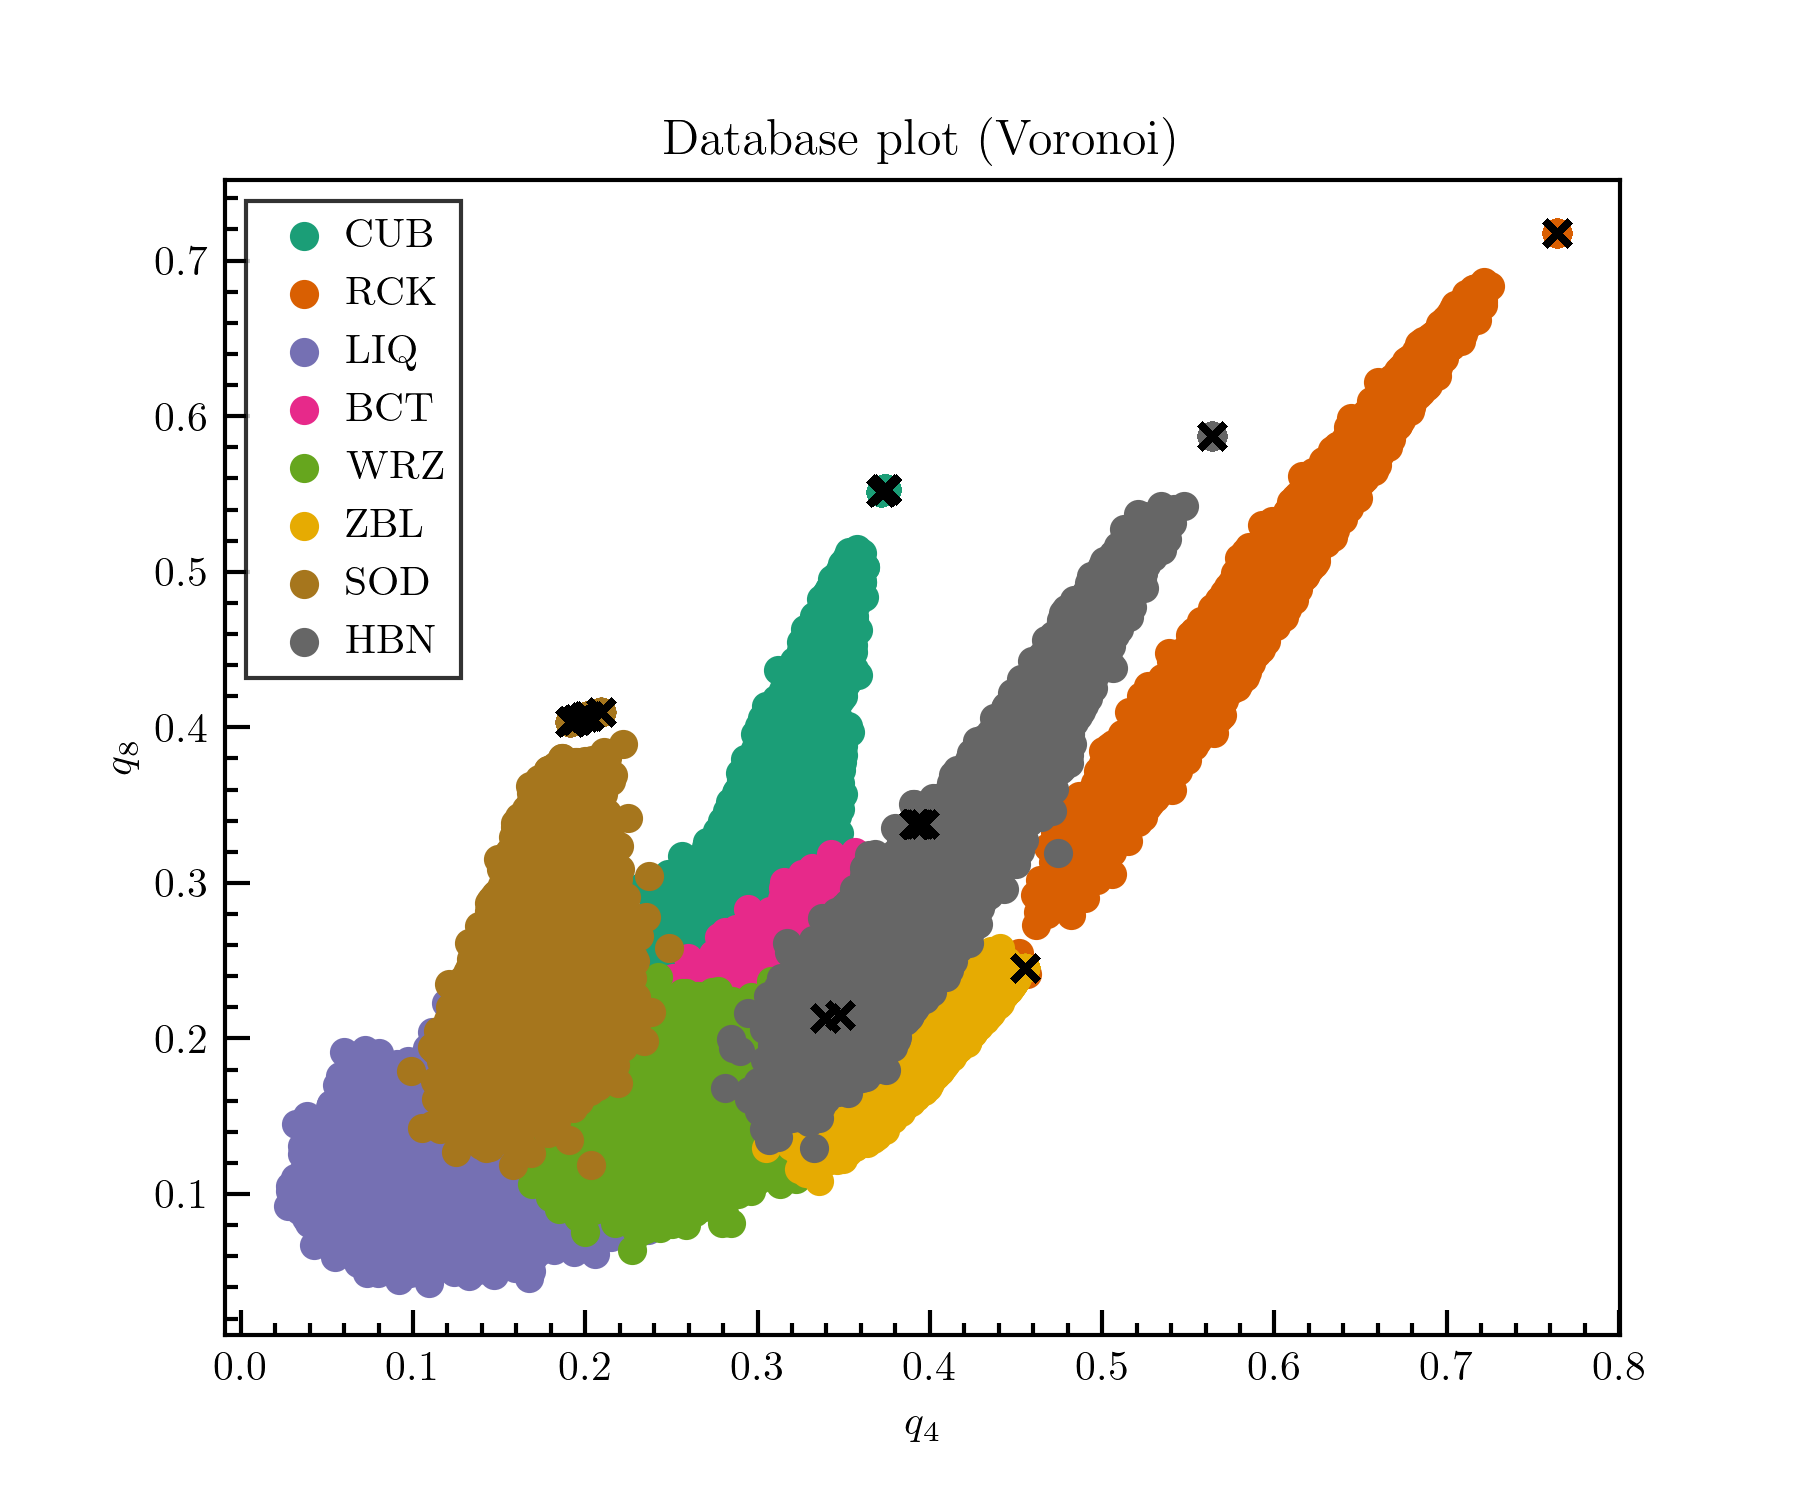 Database plot (Voronoi)
CUB
RCK
LIQ
BCT
WRZ
ZBL
SOD
HBN
0.7
0.6
0.5
0.4
0.3
0.2
0.1
q₈
0.0 0.1 0.2 0.3 0.4 0.5 0.6 0.7 0.8
q₄